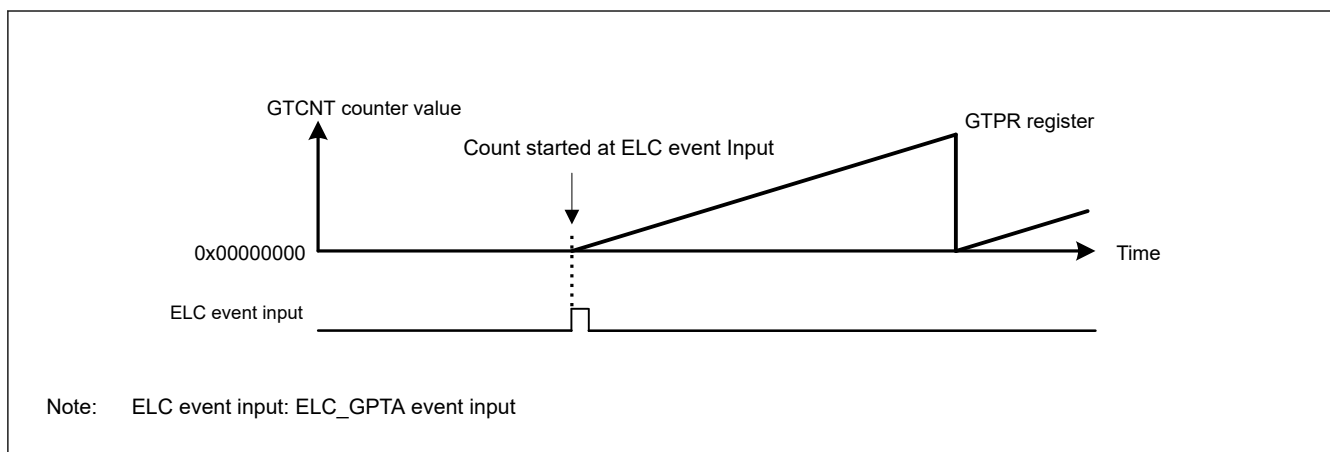 GTCNT counter value
GTPR register
Count started at ELC event Input
0x00000000
Time
ELC event input
Note: ELC event input: ELC_GPTA event input